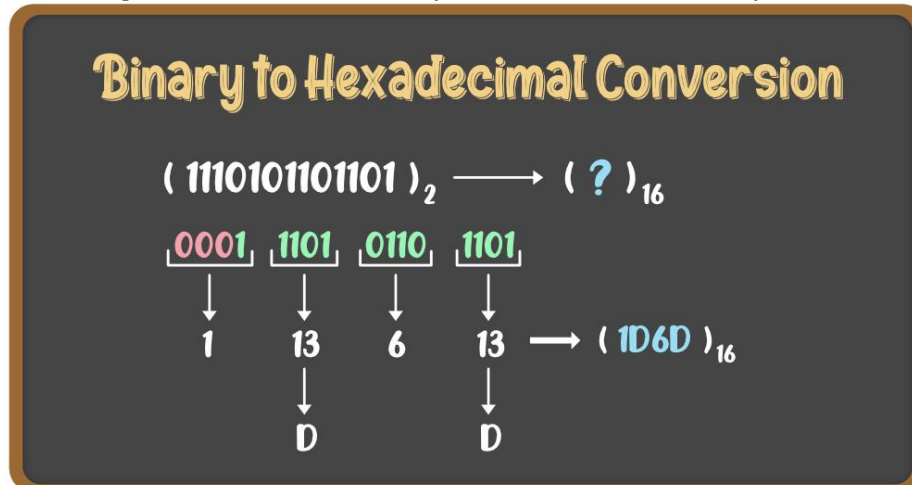 Binary to Hexadecimal Conversion
( 1110101101101 )₂ ⟶ ( ? )₁₆
0001 1101 0110 1101
1 13 6 13 ⟶ ( 1D6D )₁₆
D D